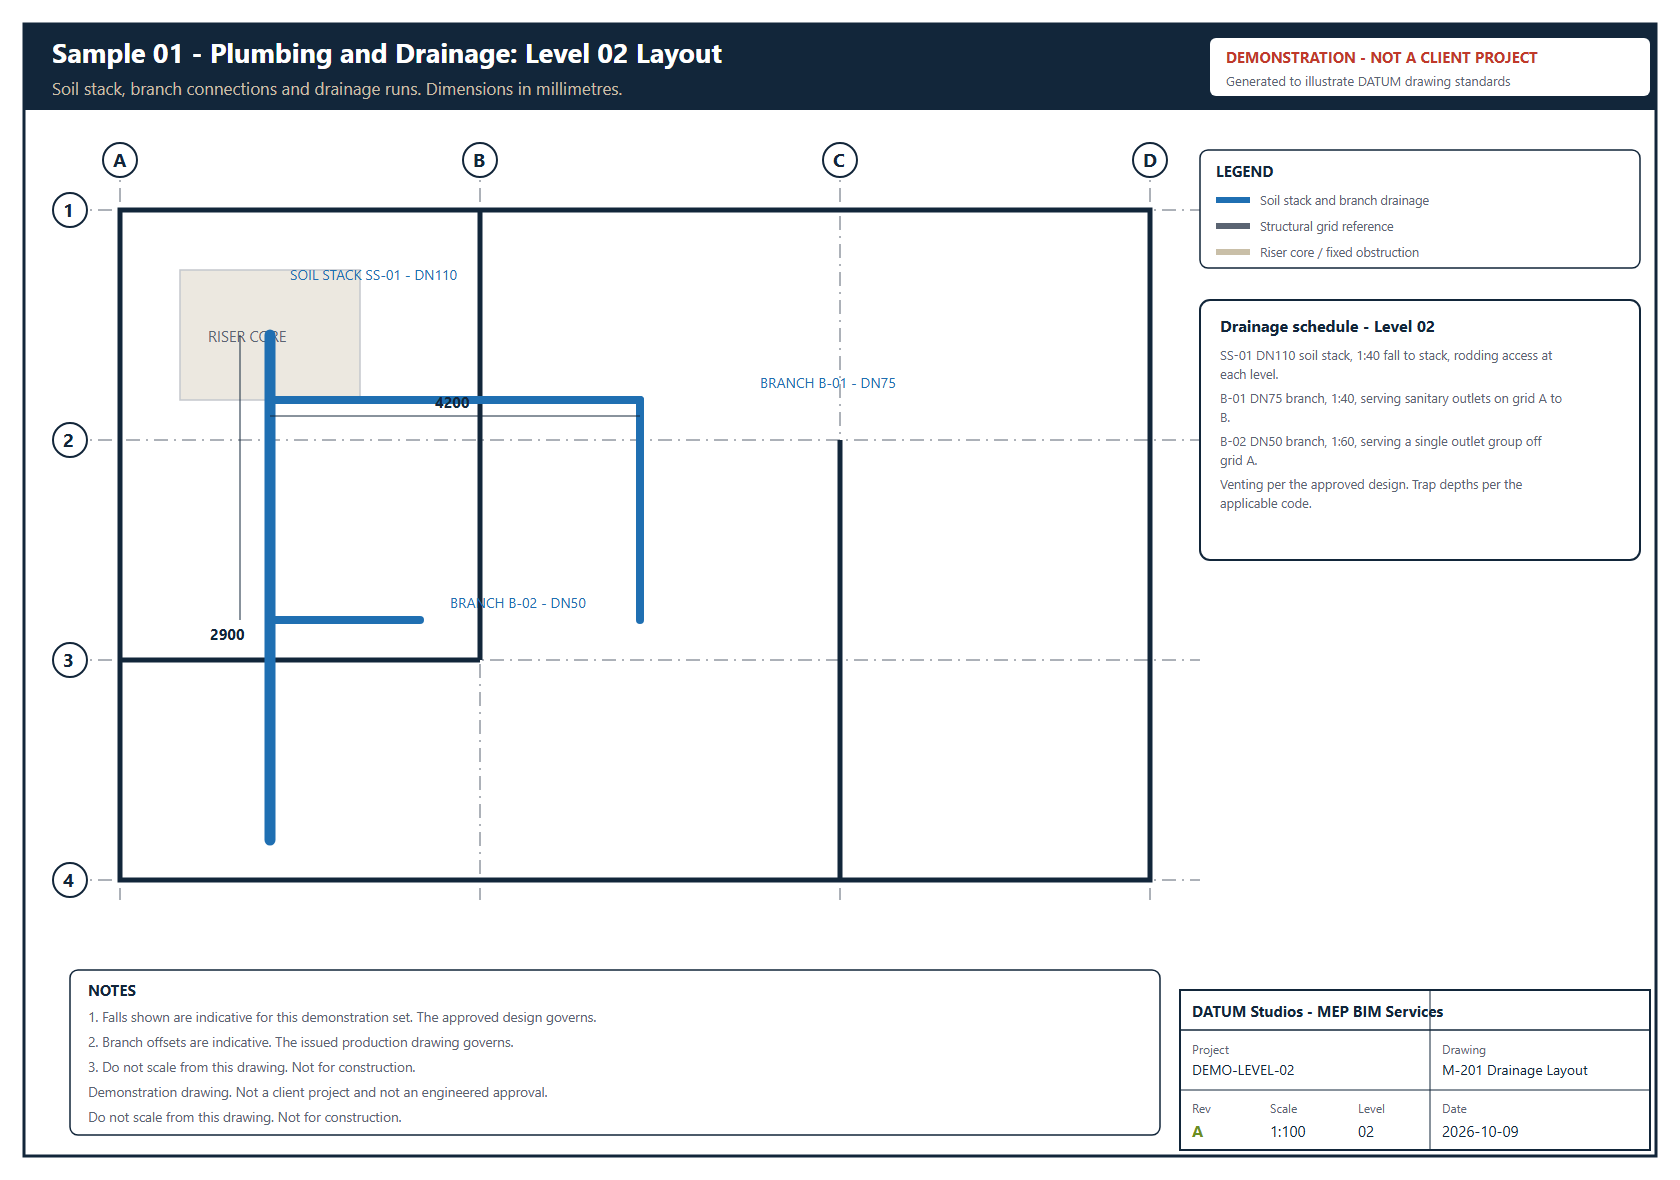 Sample 01 - Plumbing and Drainage: Level 02 Layout
Soil stack, branch connections and drainage runs. Dimensions in millimetres.
DEMONSTRATION - NOT A CLIENT PROJECT
Generated to illustrate DATUM drawing standards
A
B
C
D
1
2
3
4
SOIL STACK SS-01 - DN110
RISER CORE
4200
BRANCH B-01 - DN75
BRANCH B-02 - DN50
2900
LEGEND
Soil stack and branch drainage
Structural grid reference
Riser core / fixed obstruction
Drainage schedule - Level 02
SS-01 DN110 soil stack, 1:40 fall to stack, rodding access at
each level.
B-01 DN75 branch, 1:40, serving sanitary outlets on grid A to
B.
B-02 DN50 branch, 1:60, serving a single outlet group off
grid A.
Venting per the approved design. Trap depths per the
applicable code.
NOTES
1. Falls shown are indicative for this demonstration set. The approved design governs.
2. Branch offsets are indicative. The issued production drawing governs.
3. Do not scale from this drawing. Not for construction.
Demonstration drawing. Not a client project and not an engineered approval.
Do not scale from this drawing. Not for construction.
DATUM Studios - MEP BIM Services
Project
DEMO-LEVEL-02
Drawing
M-201 Drainage Layout
Rev
A
Scale
1:100
Level
02
Date
2026-10-09